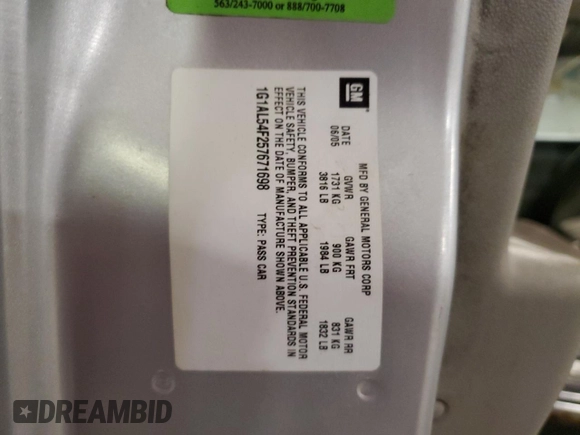 563/243-7000 or 888/700-7708
GM
MFD BY GENERAL MOTORS CORP
DATE GVWR GAWR FRT GAWR RR
06/05 1731 KG 900 KG 831 KG
3816 LB 1984 LB 1832 LB
THIS VEHICLE CONFORMS TO ALL APPLICABLE U.S. FEDERAL MOTOR
VEHICLE SAFETY, BUMPER, AND THEFT PREVENTION STANDARDS IN
EFFECT ON THE DATE OF MANUFACTURE SHOWN ABOVE.
1G1AL54F257671698 TYPE: PASS CAR
DREAMBID